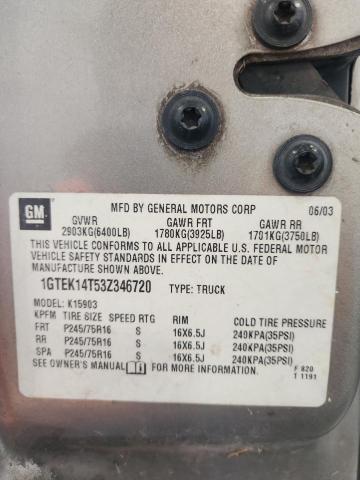 GM
MFD BY GENERAL MOTORS CORP 06/03
GVWR GAWR FRT GAWR RR
2903KG(6400LB) 1780KG(3925LB) 1701KG(3750LB)
THIS VEHICLE CONFORMS TO ALL APPLICABLE U.S. FEDERAL MOTOR
VEHICLE SAFETY STANDARDS IN EFFECT ON THE DATE OF
MANUFACTURE SHOWN ABOVE.
1GTEK14T53Z346720 TYPE: TRUCK
MODEL: K15903
KPFM TIRE SIZE SPEED RTG RIM COLD TIRE PRESSURE
FRT P245/75R16 S 16X6.5J 240KPA(35PSI)
RR P245/75R16 S 16X6.5J 240KPA(35PSI)
SPA P245/75R16 S 16X6.5J 240KPA(35PSI)
SEE OWNER'S MANUAL FOR MORE INFORMATION. F 820
T 1191